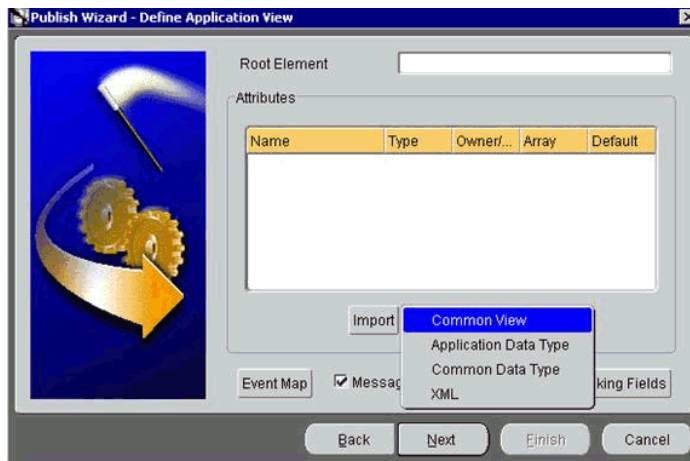 Publish Wizard - Define Application View
Root Element
Attributes
Name Type Owner/... Array Default
Import
Common View
Application Data Type
Common Data Type
XML
Event Map Messag king Fields
Back Next Finish Cancel